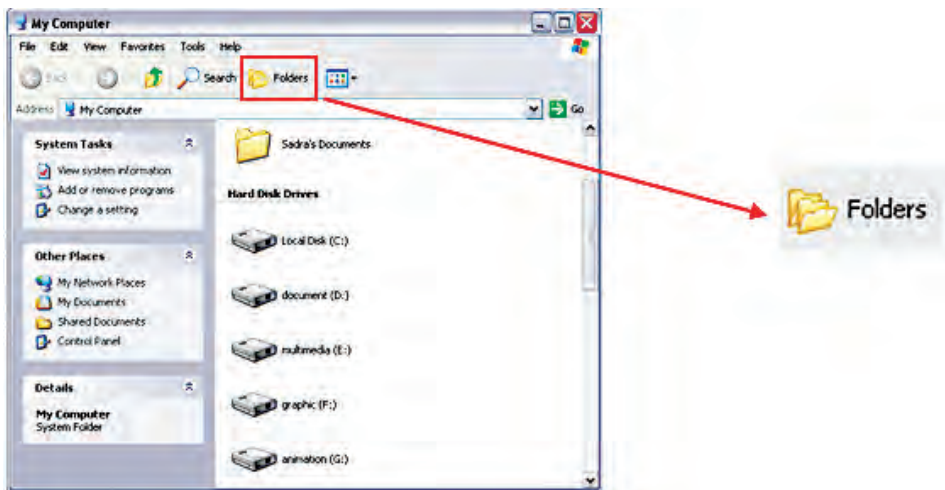 My Computer
File Edit View Favorites Tools Help
Back Search Folders
Address My Computer Go
System Tasks
View system information
Add or remove programs
Change a setting
Other Places
My Network Places
My Documents
Shared Documents
Control Panel
Details
My Computer
System Folder
Sadra's Documents
Hard Disk Drives
Local Disk (C:)
document (D:)
multimedia (E:)
graphic (F:)
animation (G:)
Folders